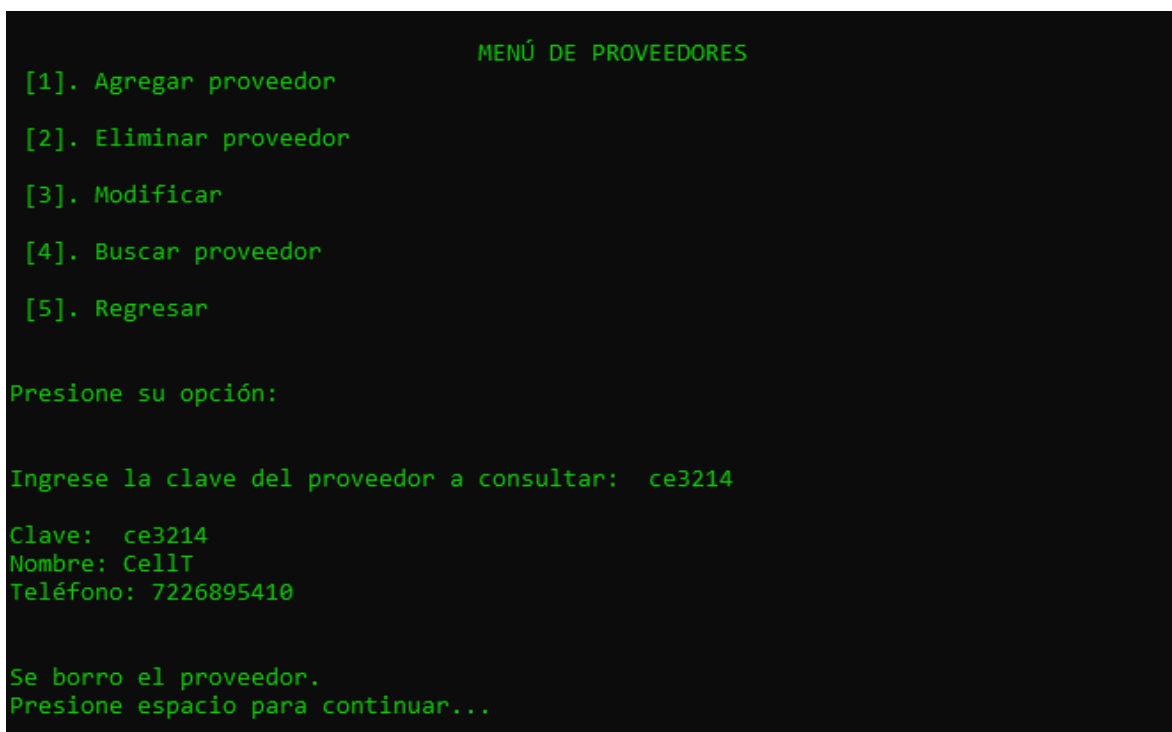 MENÚ DE PROVEEDORES
[1]. Agregar proveedor
[2]. Eliminar proveedor
[3]. Modificar
[4]. Buscar proveedor
[5]. Regresar
Presione su opción:
Ingrese la clave del proveedor a consultar:  ce3214
Clave:  ce3214
Nombre: CellT
Teléfono: 7226895410
Se borro el proveedor.
Presione espacio para continuar...